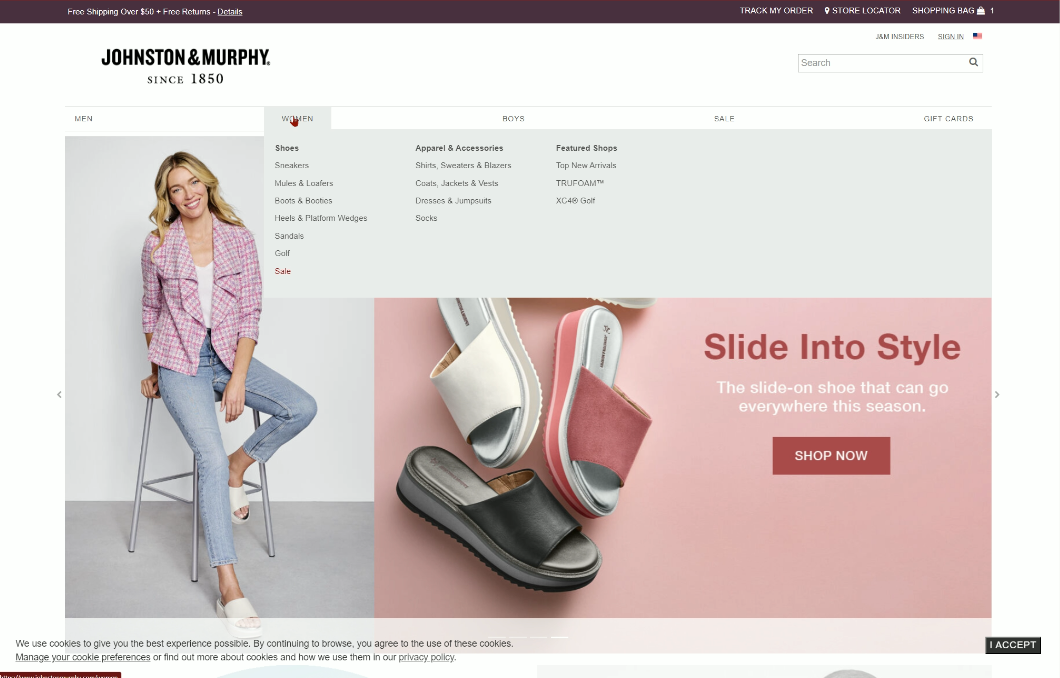 Free Shipping Over $50 + Free Returns - Details
TRACK MY ORDER STORE LOCATOR SHOPPING BAG 1
J&M INSIDERS SIGN IN
JOHNSTON & MURPHY
SINCE 1850
Search
MEN WOMEN BOYS SALE GIFT CARDS
Shoes
Sneakers
Mules & Loafers
Boots & Booties
Heels & Platform Wedges
Sandals
Golf
Sale
Apparel & Accessories
Shirts, Sweaters & Blazers
Coats, Jackets & Vests
Dresses & Jumpsuits
Socks
Featured Shops
Top New Arrivals
TRUFOAM™
XC4® Golf
Slide Into Style
The slide-on shoe that can go
everywhere this season.
SHOP NOW
We use cookies to give you the best experience possible. By continuing to browse, you agree to the use of these cookies.
Manage your cookie preferences or find out more about cookies and how we use them in our privacy policy.
I ACCEPT